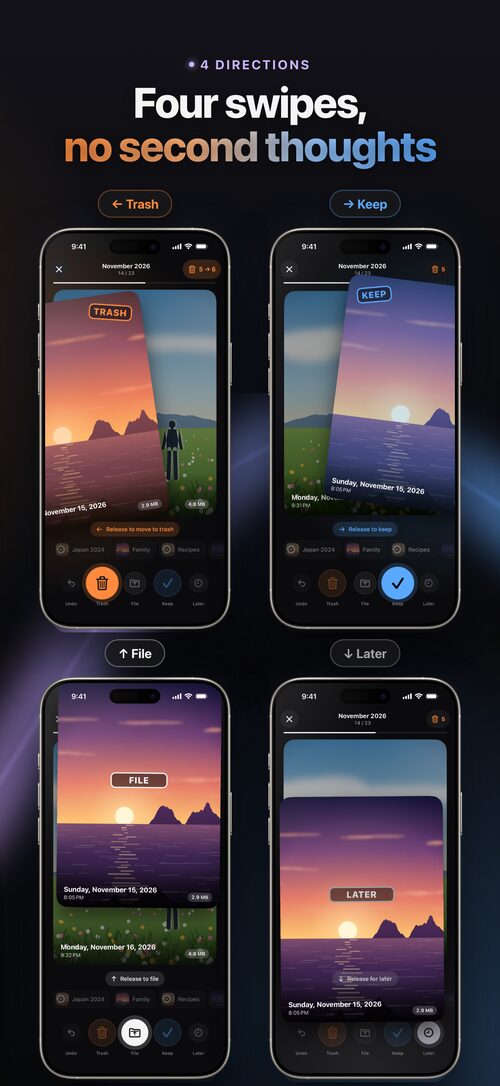 4 DIRECTIONS
Four swipes,
no second thoughts
← Trash
→ Keep
9:41
November 2026
14 / 23
5 → 6
TRASH
November 15, 2026
2.9 MB
4.8 MB
← Release to move to trash
Japan 2024
Family
Recipes
Undo
Trash
File
Keep
Later
9:41
November 2026
14 / 23
5
KEEP
Sunday, November 15, 2026
8:05 PM
Monday, Nov
9:31 PM
→ Release to keep
Japan 2024
Family
Recipes
Undo
Trash
File
Keep
Later
↑ File
↓ Later
9:41
FILE
Sunday, November 15, 2026
8:05 PM
2.9 MB
Monday, November 16, 2026
9:32 PM
4.8 MB
↑ Release to file
Japan 2024
Family
Recipes
Undo
Trash
File
Keep
Later
9:41
November 2026
14 / 23
5
LATER
↓ Release for later
Sunday, November 15, 2026
8:05 PM
2.9 MB
Undo
Trash
File
Keep
Later